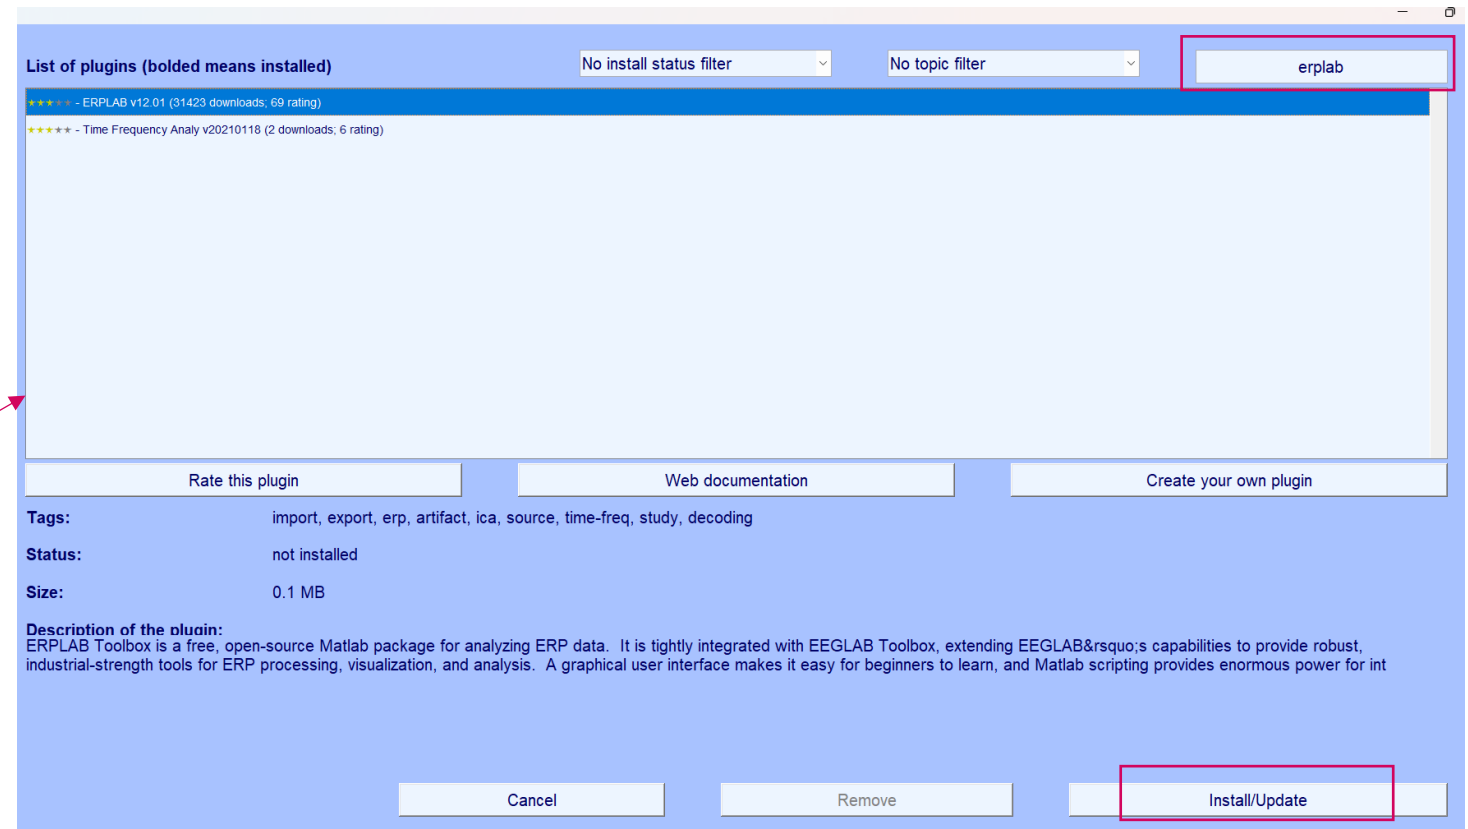 List of plugins (bolded means installed)
No install status filter
No topic filter
erplab
★★★★★ - ERPLAB v12.01 (31423 downloads; 69 rating)
★★★★★ - Time Frequency Analy v20210118 (2 downloads; 6 rating)
Rate this plugin
Web documentation
Create your own plugin
Tags: import, export, erp, artifact, ica, source, time-freq, study, decoding
Status: not installed
Size: 0.1 MB
Description of the plugin:
ERPLAB Toolbox is a free, open-source Matlab package for analyzing ERP data.  It is tightly integrated with EEGLAB Toolbox, extending EEGLAB&rsquo;s capabilities to provide robust,
industrial-strength tools for ERP processing, visualization, and analysis.  A graphical user interface makes it easy for beginners to learn, and Matlab scripting provides enormous power for int
Cancel
Remove
Install/Update